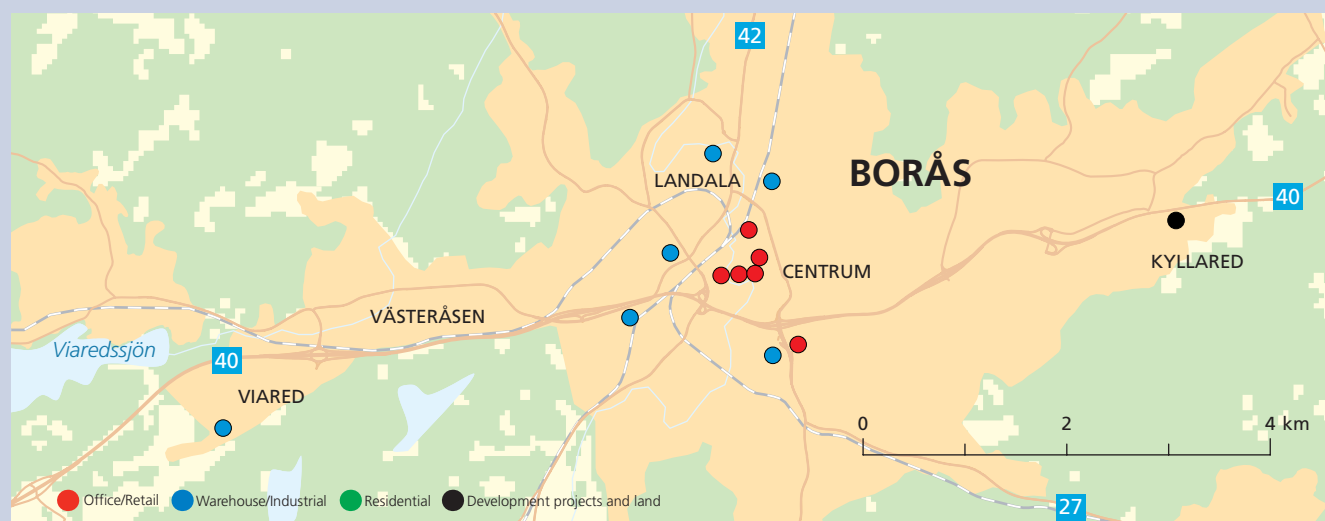 42
BORÅS
LANDALA
40
KYLLARED
CENTRUM
VÄSTERÅSEN
Viaredssjön
40
VIARED
0 2 4 km
27
Office/Retail Warehouse/Industrial Residential Development projects and land